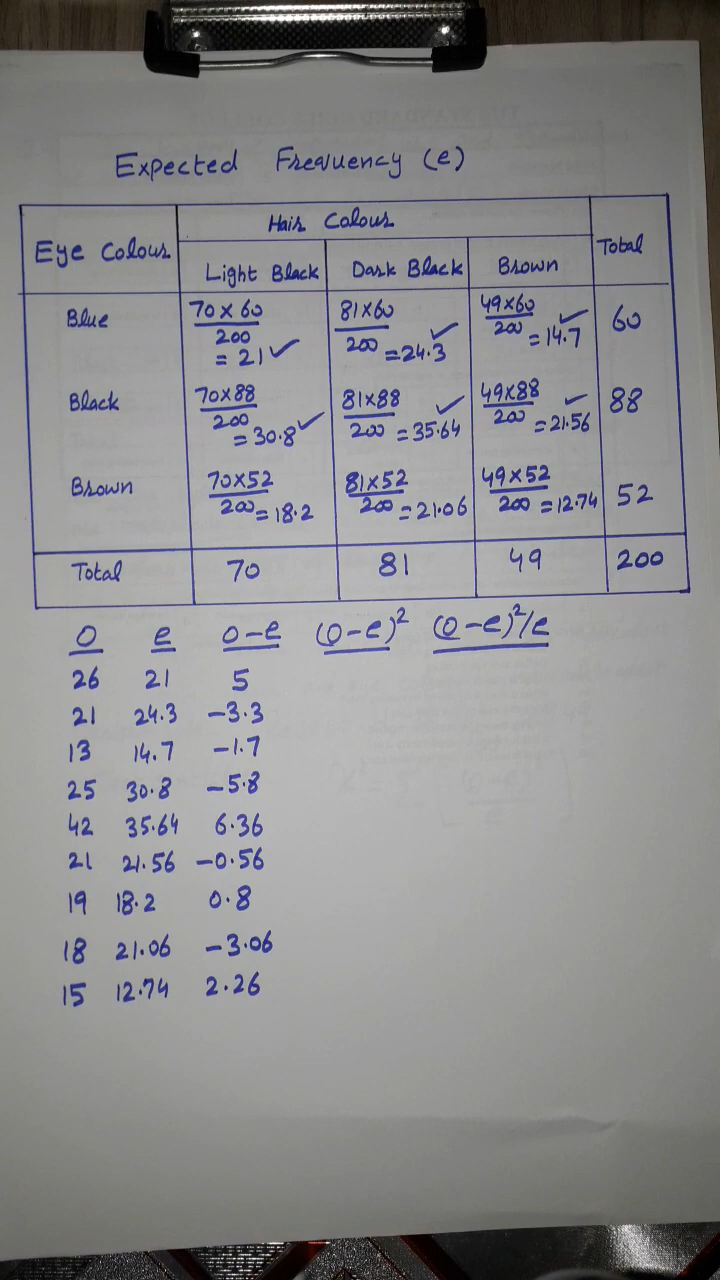 Expected Frequency (e)
Eye Colour Hair Colour Total
Light Black Dark Black Brown
Blue 70 x 60 / 200 = 21 ✓ 81x60 / 200 = 24.3 ✓ 49x60 / 200 = 14.7 ✓ 60
Black 70x88 / 200 = 30.8 ✓ 81x88 / 200 = 35.64 ✓ 49x88 / 200 = 21.56 ✓ 88
Brown 70x52 / 200 = 18.2 81x52 / 200 = 21.06 49x52 / 200 = 12.74 52
Total 70 81 49 200
O e o-e (o-e)² (o-e)²/e
26 21 5
21 24.3 -3.3
13 14.7 -1.7
25 30.8 -5.8
42 35.64 6.36
21 21.56 -0.56
19 18.2 0.8
18 21.06 -3.06
15 12.74 2.26